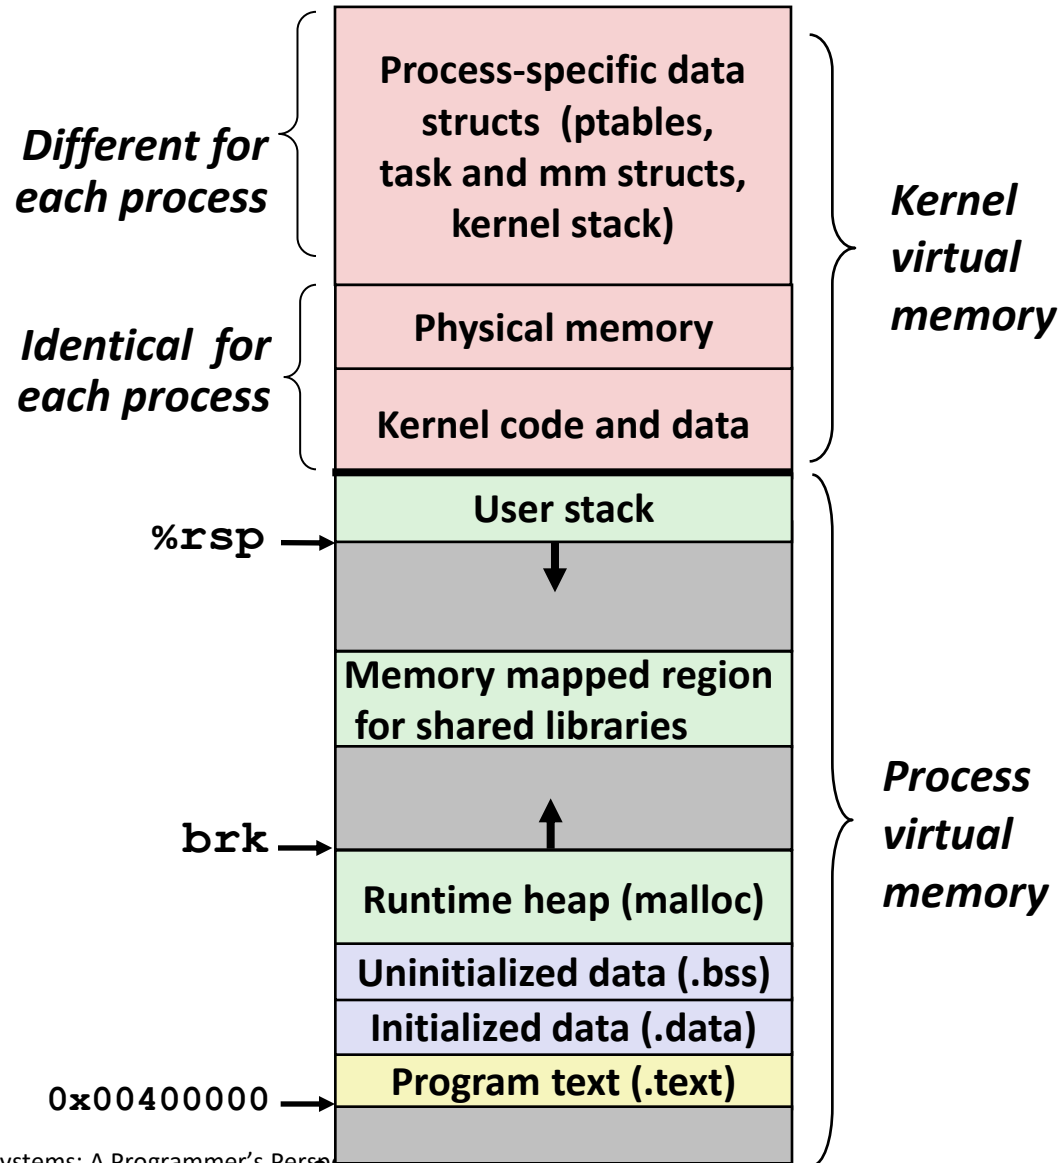 Process-specific data
structs (ptables,
task and mm structs,
kernel stack)
Different for
each process
Kernel
virtual
memory
Physical memory
Identical for
each process
Kernel code and data
User stack
%rsp
Memory mapped region
for shared libraries
Process
virtual
memory
brk
Runtime heap (malloc)
Uninitialized data (.bss)
Initialized data (.data)
Program text (.text)
0x00400000
A Programmer's